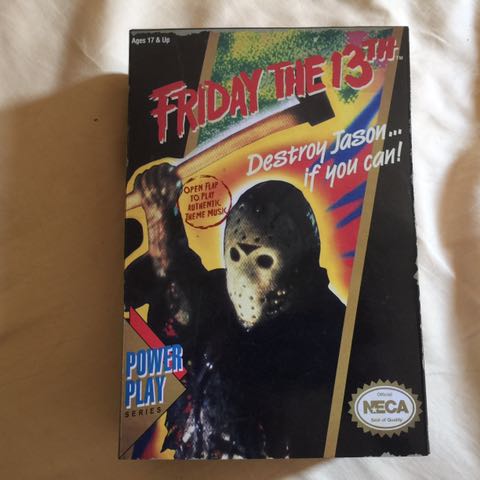 Ages 17 & Up
FRIDAY THE 13TH
TM
Destroy Jason...
if you can!
OPEN FLAP
TO PLAY
AUTHENTIC
THEME MUSIC
POWER
PLAY
SERIES
Official
NECA
Seal of Quality